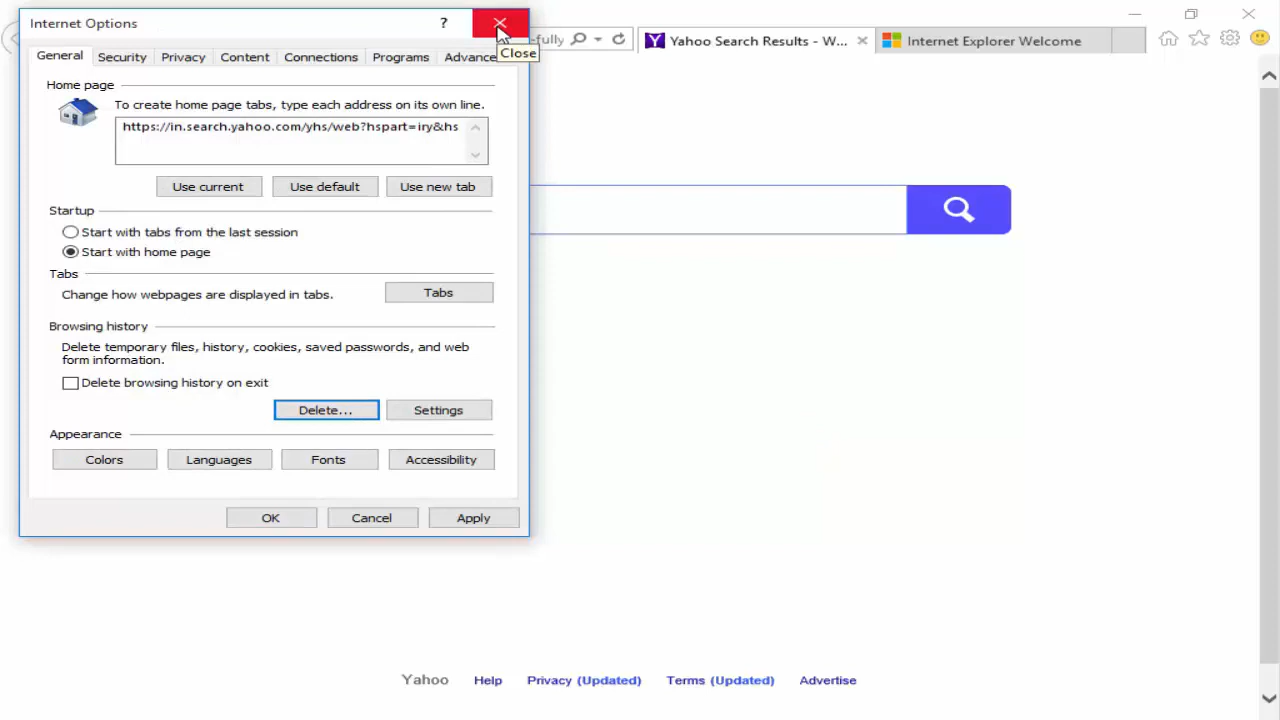 Internet Options
?
Close
-fully
Yahoo Search Results - W...
Internet Explorer Welcome
General
Security
Privacy
Content
Connections
Programs
Advance
Home page
To create home page tabs, type each address on its own line.
https://in.search.yahoo.com/yhs/web?hspart=iry&hs
Use current
Use default
Use new tab
Startup
Start with tabs from the last session
Start with home page
Tabs
Change how webpages are displayed in tabs.
Tabs
Browsing history
Delete temporary files, history, cookies, saved passwords, and web
form information.
Delete browsing history on exit
Delete...
Settings
Appearance
Colors
Languages
Fonts
Accessibility
OK
Cancel
Apply
Yahoo
Help
Privacy (Updated)
Terms (Updated)
Advertise